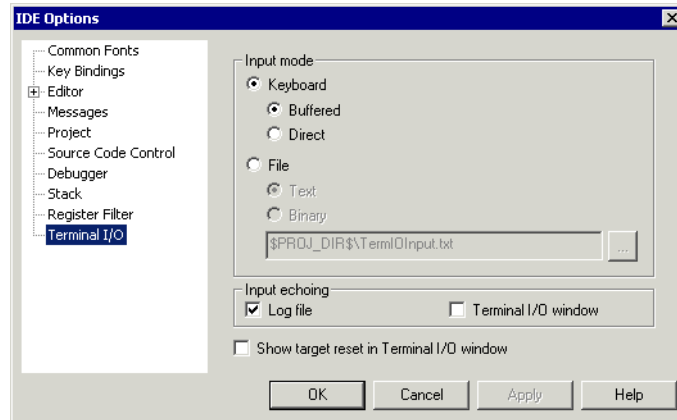 IDE Options
Common Fonts
Key Bindings
Editor
Messages
Project
Source Code Control
Debugger
Stack
Register Filter
Terminal I/O
Input mode
Keyboard
Buffered
Direct
File
Text
Binary
$PROJ_DIR$\TermIOInput.txt
...
Input echoing
Log file
Terminal I/O window
Show target reset in Terminal I/O window
OK
Cancel
Apply
Help